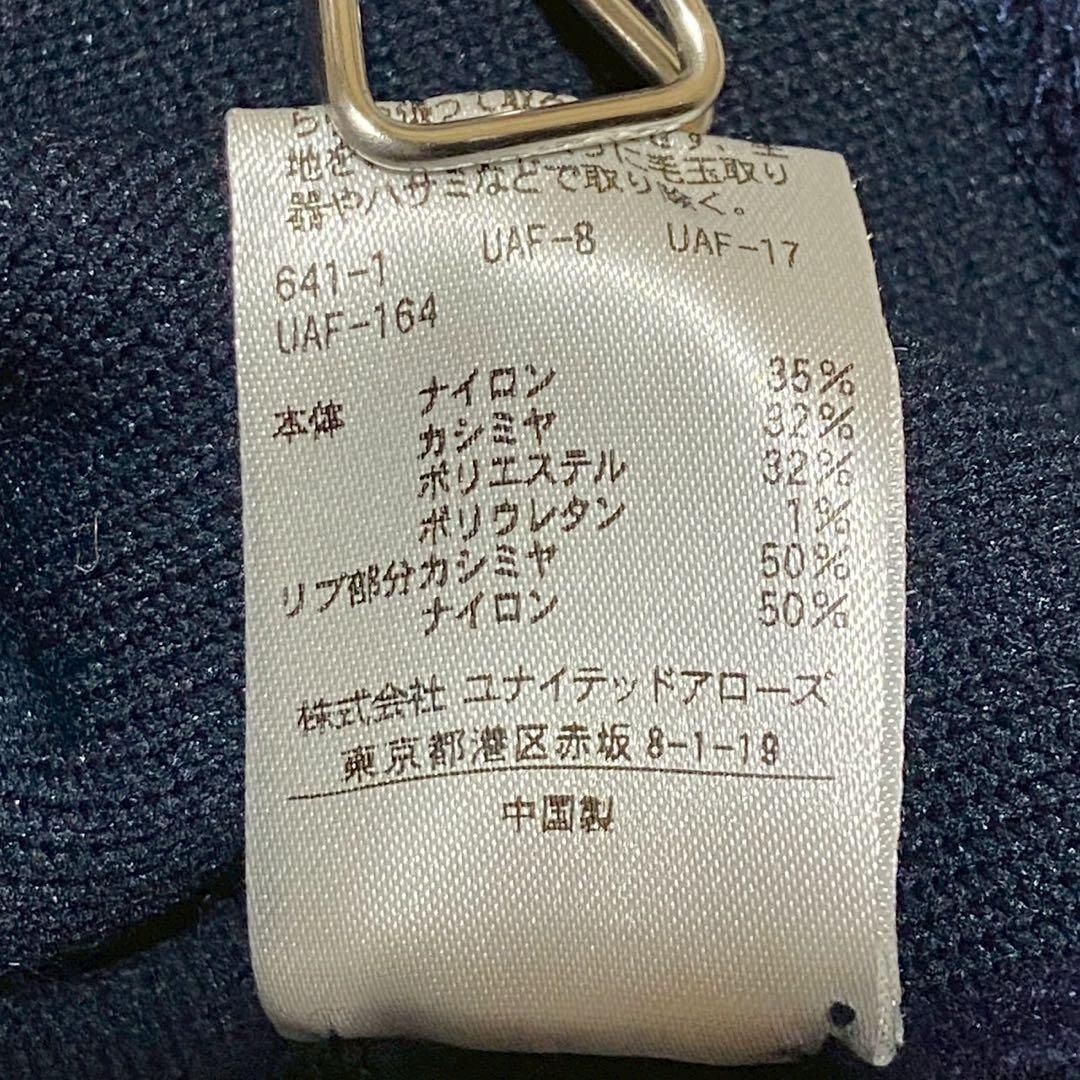 地を
毛玉取り
器やハサミなどで取り除く。
641-1 UAF-8 UAF-17
UAF-164
本体 ナイロン 35%
カシミヤ 32%
ポリエステル 32%
ポリウレタン 1%
リブ部分 カシミヤ 50%
ナイロン 50%
株式会社 ユナイテッドアローズ
東京都港区赤坂8-1-19
中国製